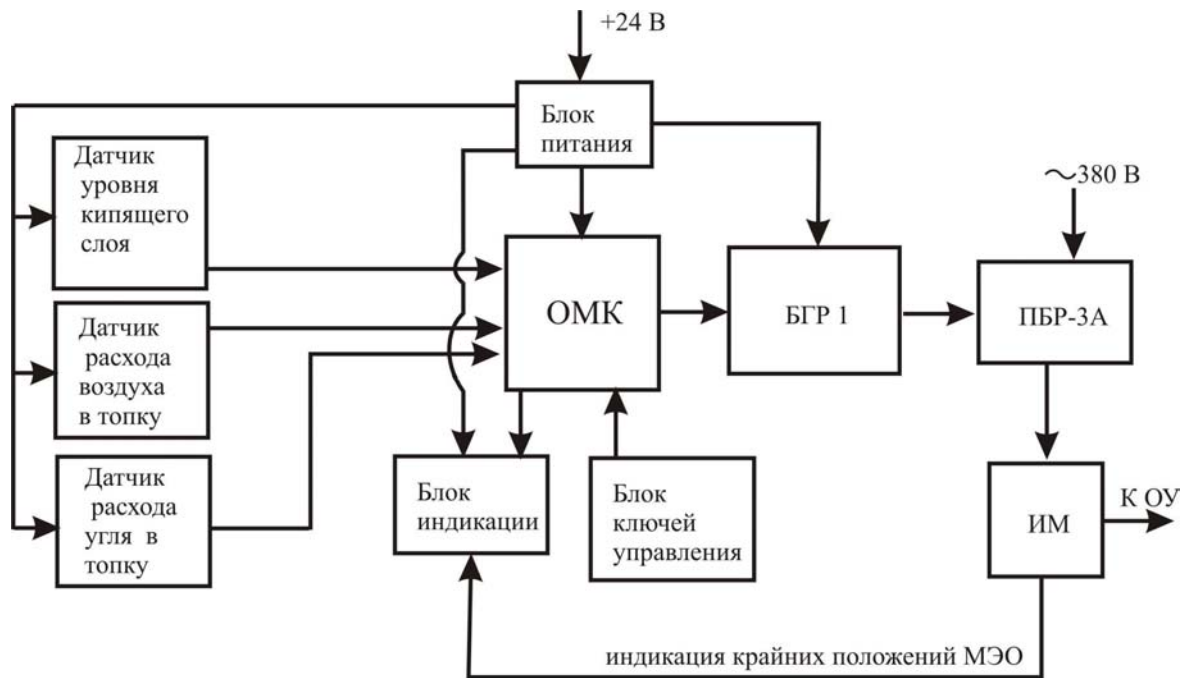 +24 В
Блок
питания
Датчик
уровня
кипящего
слоя
~380 В
ОМК
БГР 1
ПБР-3А
Датчик
расхода
воздуха
в топку
Датчик
расхода
угля в
топку
Блок
индикации
Блок
ключей
управления
ИМ
К ОУ
индикация крайних положений МЭО